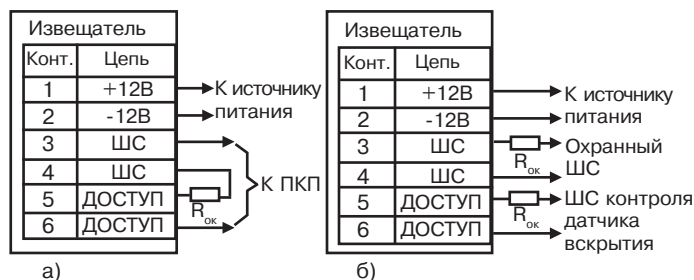 Извещатель
Конт. Цепь
1 +12В К источнику
2 -12В питания
3 ШС
4 ШС К ПКП
5 ДОСТУП Rок
6 ДОСТУП
а)
Извещатель
Конт. Цепь
1 +12В К источнику
2 -12В питания
3 ШС Rок Охранный
4 ШС ШС
5 ДОСТУП Rок ШС контроля
6 ДОСТУП датчика
вскрытия
б)